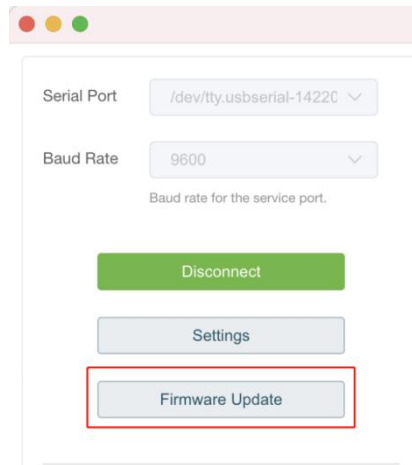 Serial Port
/dev/tty.usbserial-14220
Baud Rate
9600
Baud rate for the service port.
Disconnect
Settings
Firmware Update